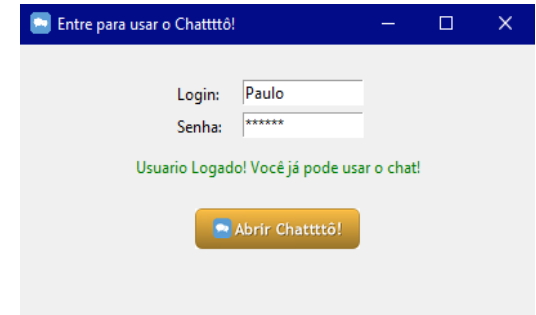 Entre para usar o Chattttô!
Login: Paulo
Senha: ******
Usuario Logado! Você já pode usar o chat!
Abrir Chattttô!